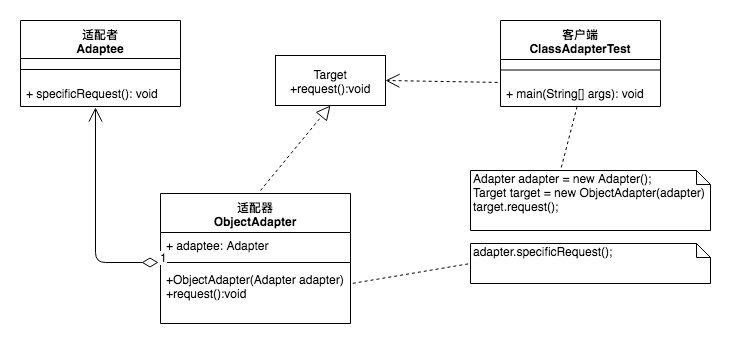 适配者
Adaptee
+ specificRequest(): void
Target
+request():void
客户端
ClassAdapterTest
+ main(String[] args): void
Adapter adapter = new Adapter();
Target target = new ObjectAdapter(adapter)
target.request();
适配器
ObjectAdapter
+ adaptee: Adapter
1
+ObjectAdapter(Adapter adapter)
+request():void
adapter.specificRequest();